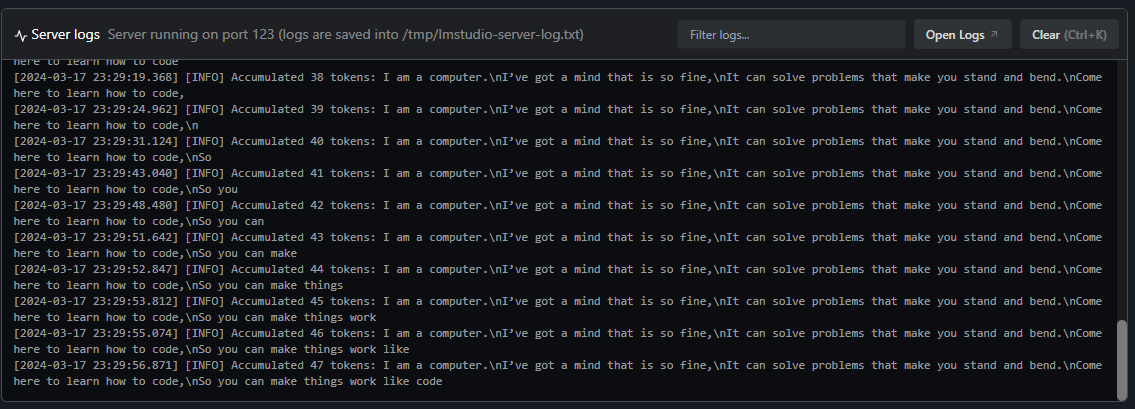 Server logs Server running on port 123 (logs are saved into /tmp/lmstudio-server-log.txt) Filter logs... Open Logs ↗ Clear (Ctrl+K)
here to learn how to code
[2024-03-17 23:29:19.368] [INFO] Accumulated 38 tokens: I am a computer.\nI’ve got a mind that is so fine,\nIt can solve problems that make you stand and bend.\nCome
here to learn how to code,
[2024-03-17 23:29:24.962] [INFO] Accumulated 39 tokens: I am a computer.\nI’ve got a mind that is so fine,\nIt can solve problems that make you stand and bend.\nCome
here to learn how to code,\n
[2024-03-17 23:29:31.124] [INFO] Accumulated 40 tokens: I am a computer.\nI’ve got a mind that is so fine,\nIt can solve problems that make you stand and bend.\nCome
here to learn how to code,\nSo
[2024-03-17 23:29:43.040] [INFO] Accumulated 41 tokens: I am a computer.\nI’ve got a mind that is so fine,\nIt can solve problems that make you stand and bend.\nCome
here to learn how to code,\nSo you
[2024-03-17 23:29:48.480] [INFO] Accumulated 42 tokens: I am a computer.\nI’ve got a mind that is so fine,\nIt can solve problems that make you stand and bend.\nCome
here to learn how to code,\nSo you can
[2024-03-17 23:29:51.642] [INFO] Accumulated 43 tokens: I am a computer.\nI’ve got a mind that is so fine,\nIt can solve problems that make you stand and bend.\nCome
here to learn how to code,\nSo you can make
[2024-03-17 23:29:52.847] [INFO] Accumulated 44 tokens: I am a computer.\nI’ve got a mind that is so fine,\nIt can solve problems that make you stand and bend.\nCome
here to learn how to code,\nSo you can make things
[2024-03-17 23:29:53.812] [INFO] Accumulated 45 tokens: I am a computer.\nI’ve got a mind that is so fine,\nIt can solve problems that make you stand and bend.\nCome
here to learn how to code,\nSo you can make things work
[2024-03-17 23:29:55.074] [INFO] Accumulated 46 tokens: I am a computer.\nI’ve got a mind that is so fine,\nIt can solve problems that make you stand and bend.\nCome
here to learn how to code,\nSo you can make things work like
[2024-03-17 23:29:56.871] [INFO] Accumulated 47 tokens: I am a computer.\nI’ve got a mind that is so fine,\nIt can solve problems that make you stand and bend.\nCome
here to learn how to code,\nSo you can make things work like code